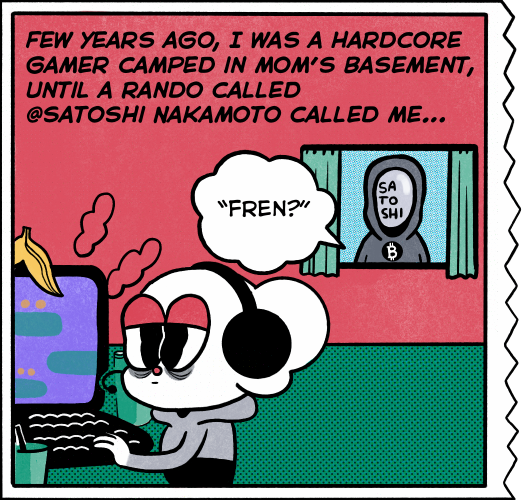 FEW YEARS AGO, I WAS A HARDCORE
GAMER CAMPED IN MOM'S BASEMENT,
UNTIL A RANDO CALLED
@SATOSHI NAKAMOTO CALLED ME...
"FREN?"
SA
TO
SHI
₿